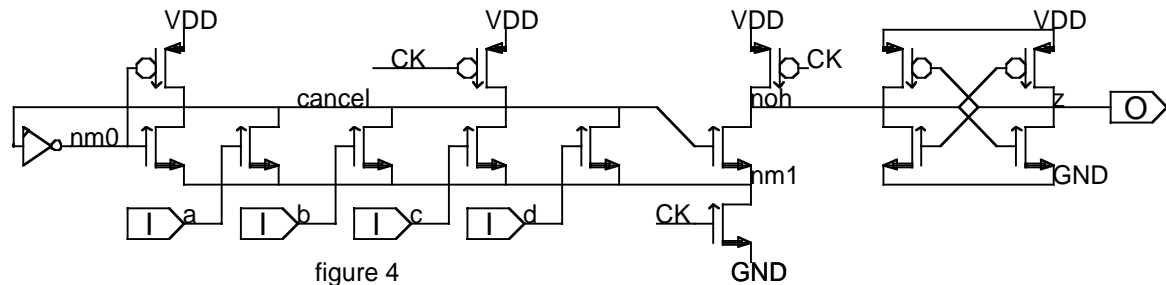 VDD VDD VDD VDD
CK CK
cancel noh z O
nm0
nm1 GND
I a I b I c I d CK
figure 4 GND